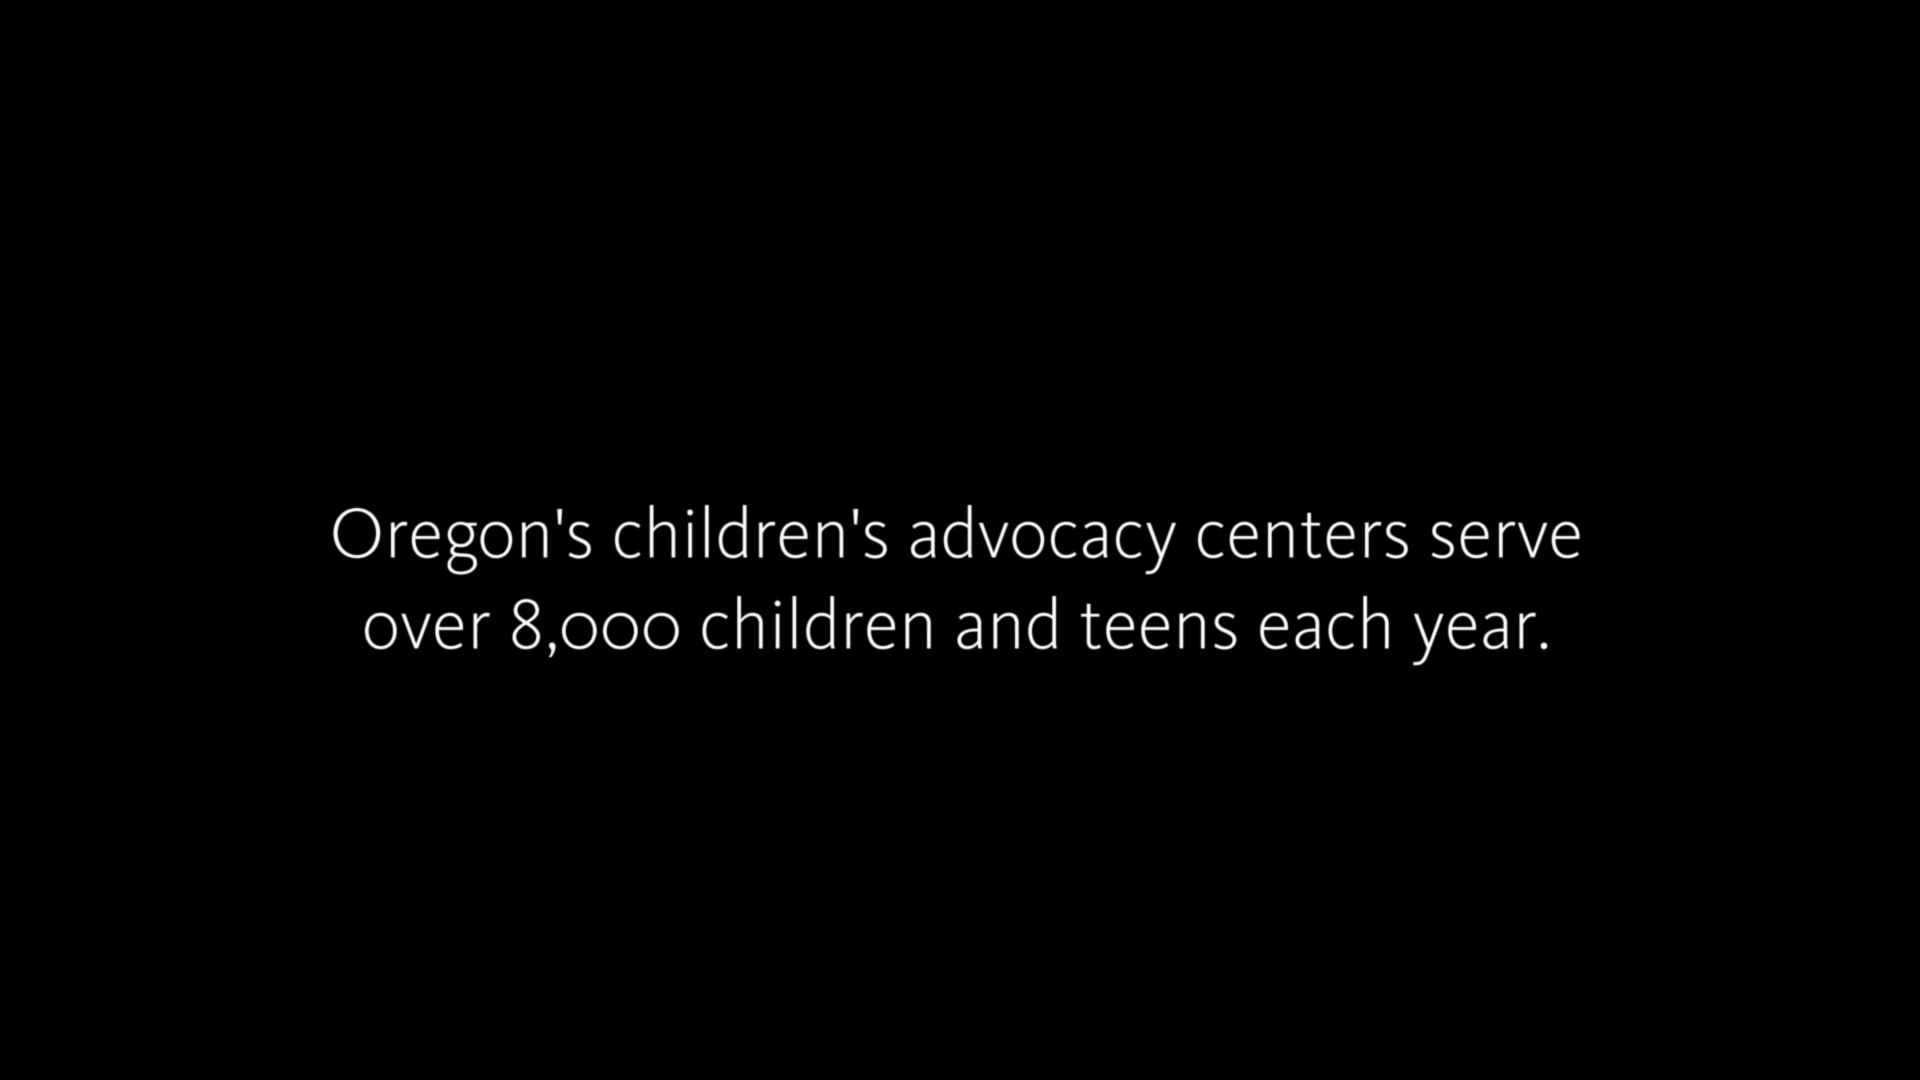 Oregon's children's advocacy centers serve
over 8,000 children and teens each year.